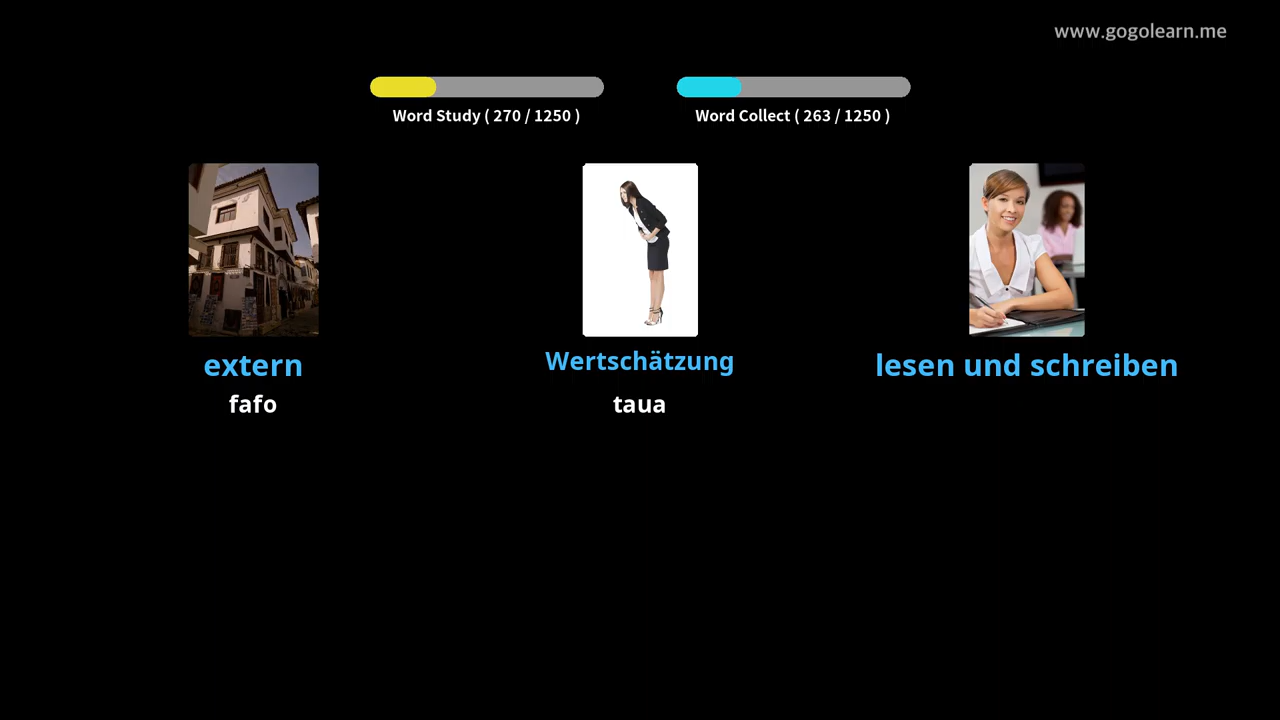 www.gogolearn.me
Word Study ( 270 / 1250 )
Word Collect ( 263 / 1250 )
extern
Wertschätzung
lesen und schreiben
fafo
taua